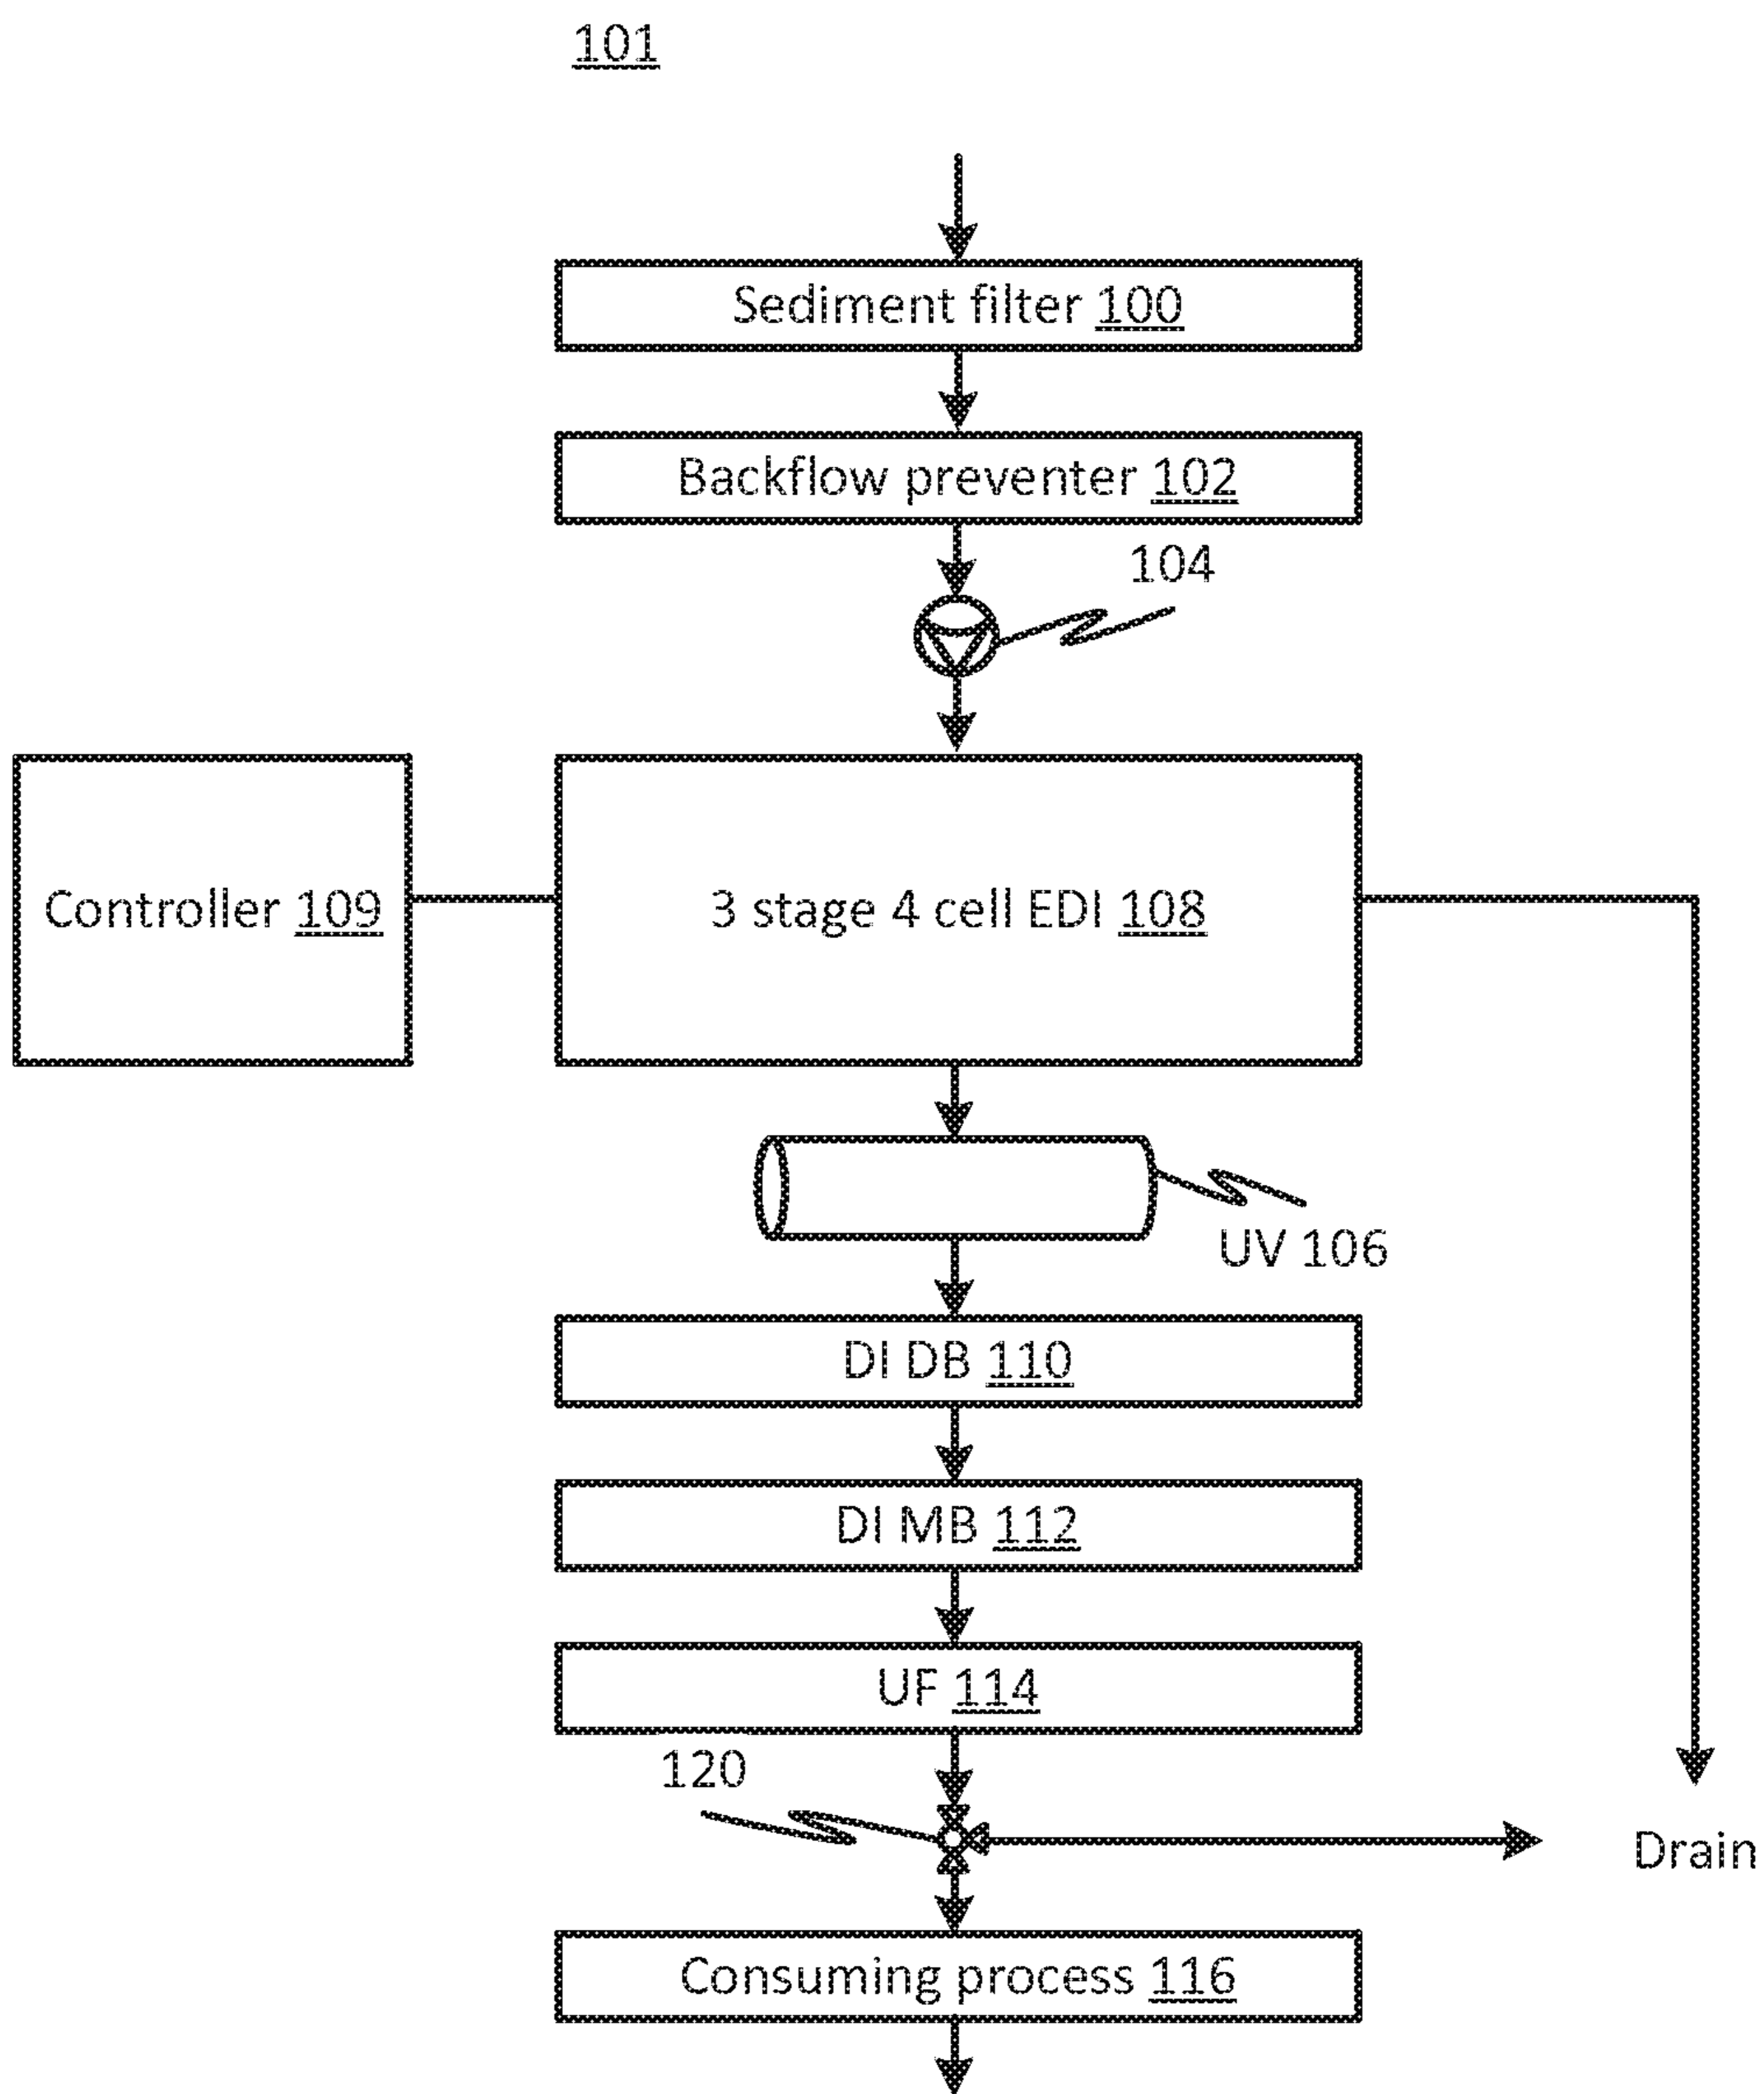 101
Sediment filter 100
Backflow preventer 102
104
Controller 109
3 stage 4 cell EDI 108
UV 106
DI DB 110
DI MB 112
UF 114
120
Drain
Consuming process 116